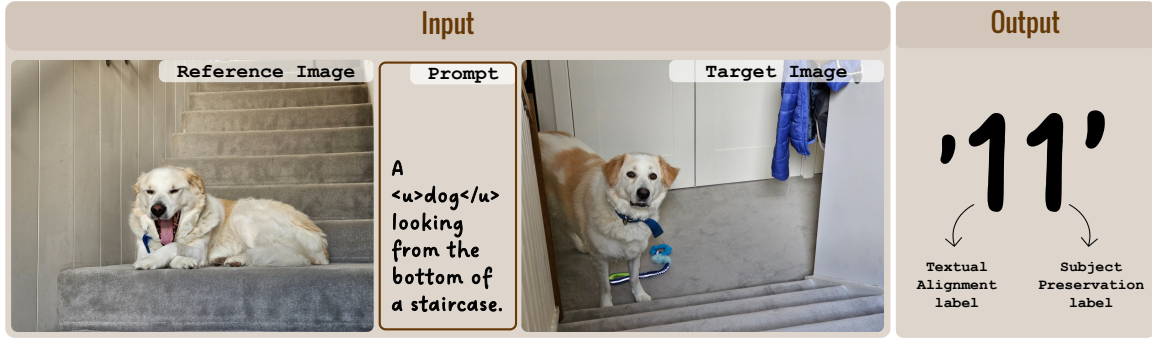 Input
Output
Reference Image
Prompt
Target Image
A
<u>dog</u>
looking
from the
bottom of
a staircase.
'11'
Textual
Alignment
label
Subject
Preservation
label